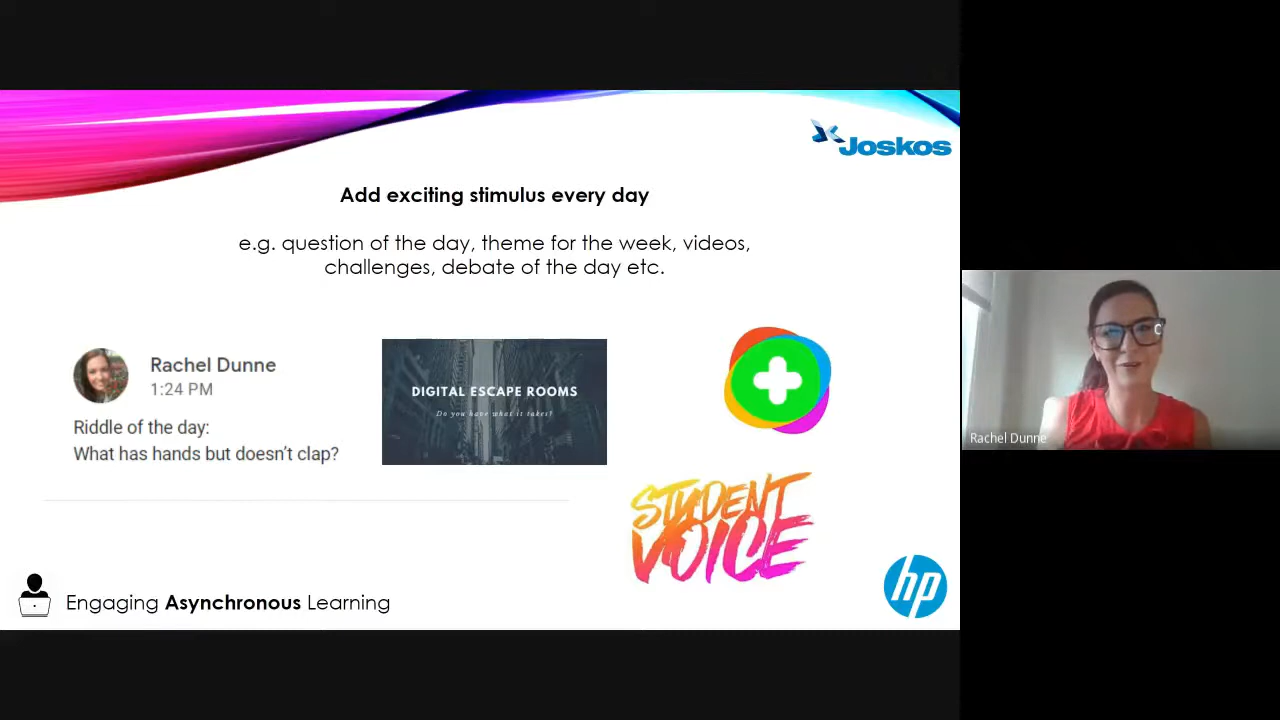 Joskos
Add exciting stimulus every day
e.g. question of the day, theme for the week, videos,
challenges, debate of the day etc.
Rachel Dunne
1:24 PM
Riddle of the day:
What has hands but doesn't clap?
DIGITAL ESCAPE ROOMS
Do you have what it takes?
STUDENT
VOICE
Engaging Asynchronous Learning
hp
Rachel Dunne